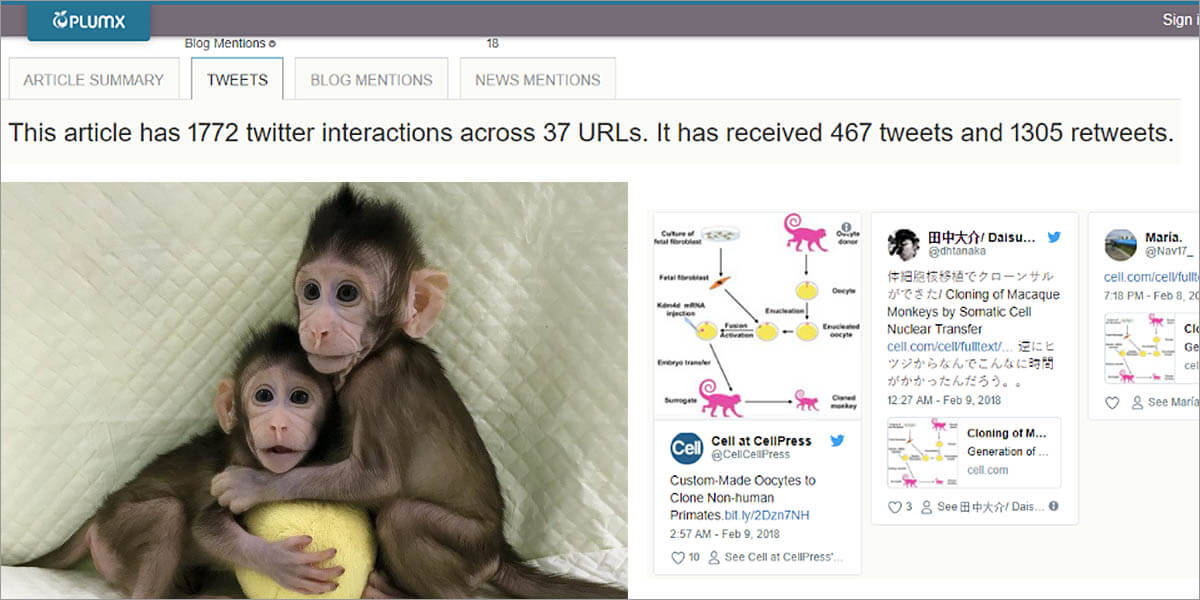 PLUMX
Sign i
Blog Mentions
18
ARTICLE SUMMARY
TWEETS
BLOG MENTIONS
NEWS MENTIONS
This article has 1772 twitter interactions across 37 URLs. It has received 467 tweets and 1305 retweets.
Culture of
fetal fibroblast
Oocyte
donor
Fetal fibroblast
Oocyte
Kdm4d mRNA
injection
Enucleation
Fusion
Activation
Enucleated
oocyte
Embryo transfer
Surrogate
Cloned
monkey
Cell
Cell at CellPress
@CellCellPress
Custom-Made Oocytes to
Clone Non-human
Primates.bit.ly/2Dzn7NH
2:57 AM - Feb 9, 2018
10
See Cell at CellPress'...
田中大介/ Daisu...
@dhtanaka
体細胞核移植でクローンサル
ができた/ Cloning of Macaque
Monkeys by Somatic Cell
Nuclear Transfer
cell.com/cell/fulltext/... 逆にヒ
ツジからなんでこんなに時間
がかかったんだろう。。
12:27 AM - Feb 9, 2018
Cloning of M...
Generation of ...
cell.com
3
See 田中大介/ Dais...
María.
@Nav17_
cell.com/cell/fullt
7:18 PM - Feb 8, 20
Cl
Ge
cel
See María